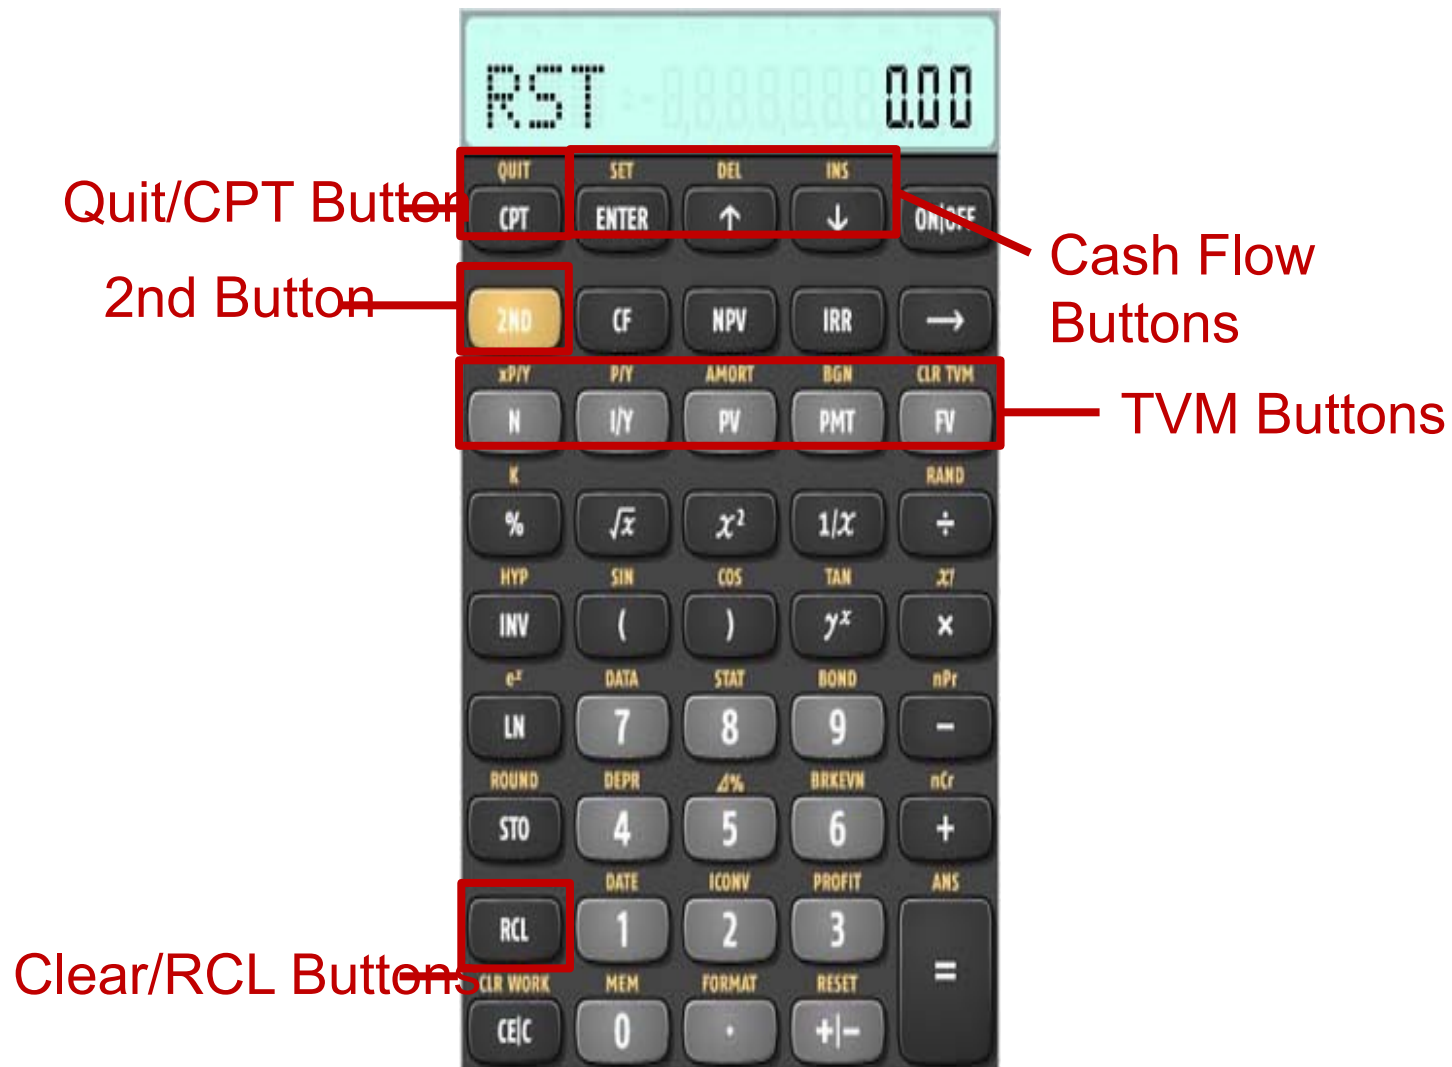 RST 0.00
QUIT SET DEL INS
Quit/CPT Button
CPT ENTER ↑ ↓ ON|OFF
Cash Flow
Buttons
2nd Button
2ND CF NPV IRR →
xP/Y P/Y AMORT BGN CLR TVM
N I/Y PV PMT FV
TVM Buttons
K RAND
% √x x² 1/x ÷
HYP SIN COS TAN x!
INV ( ) yˣ ×
eˣ DATA STAT BOND nPr
LN 7 8 9 −
ROUND DEPR Δ% BRKEVN nCr
STO 4 5 6 +
DATE ICONV PROFIT ANS
RCL 1 2 3 =
Clear/RCL Buttons
CLR WORK MEM FORMAT RESET
CE|C 0 . +|−